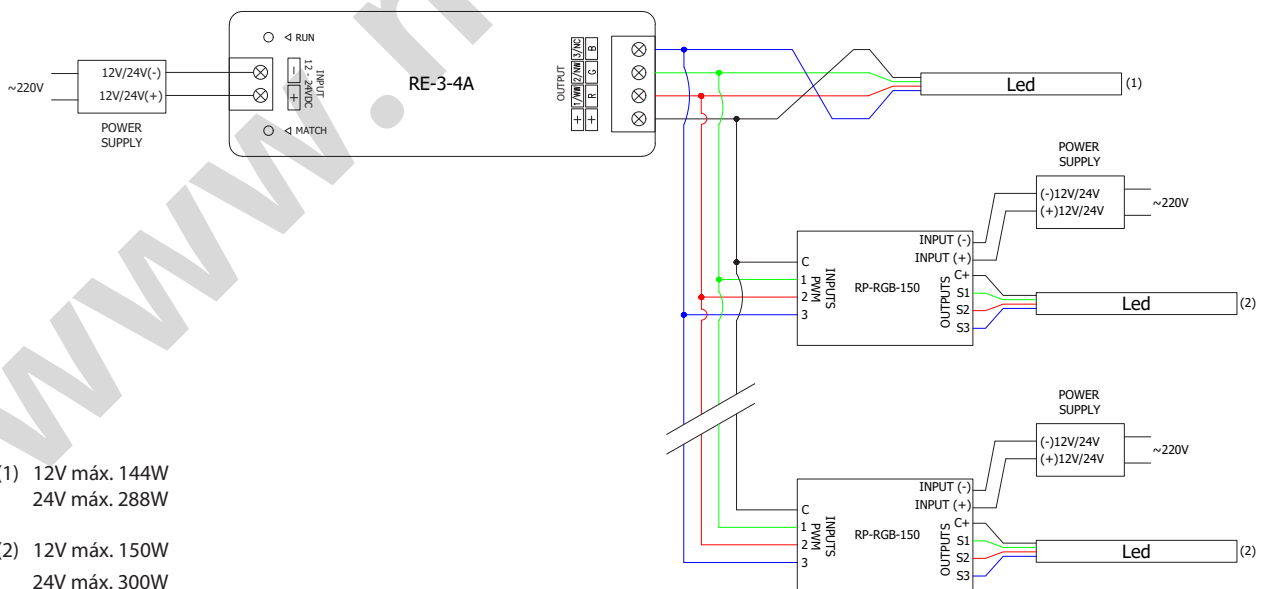 RUN
12V/24W(-)
12V/24W(+)
~220V
POWER
SUPPLY
INPUT
12 - 24VDC
-
+
MATCH
RE-3-4A
OUTPUT
3/NC B
2/NW G
1/WW R
+ +
Led (1)
POWER
SUPPLY
(-)12V/24V
(+)12V/24V
~220V
INPUT (-)
INPUT (+)
C
1
2
3
INPUTS
PWM
RP-RGB-150
OUTPUTS
C+
S1
S2
S3
Led (2)
POWER
SUPPLY
(-)12V/24V
(+)12V/24V
~220V
INPUT (-)
INPUT (+)
C
1
2
3
INPUTS
PWM
RP-RGB-150
OUTPUTS
C+
S1
S2
S3
Led (2)
(1) 12V máx. 144W
24V máx. 288W
(2) 12V máx. 150W
24V máx. 300W
www.